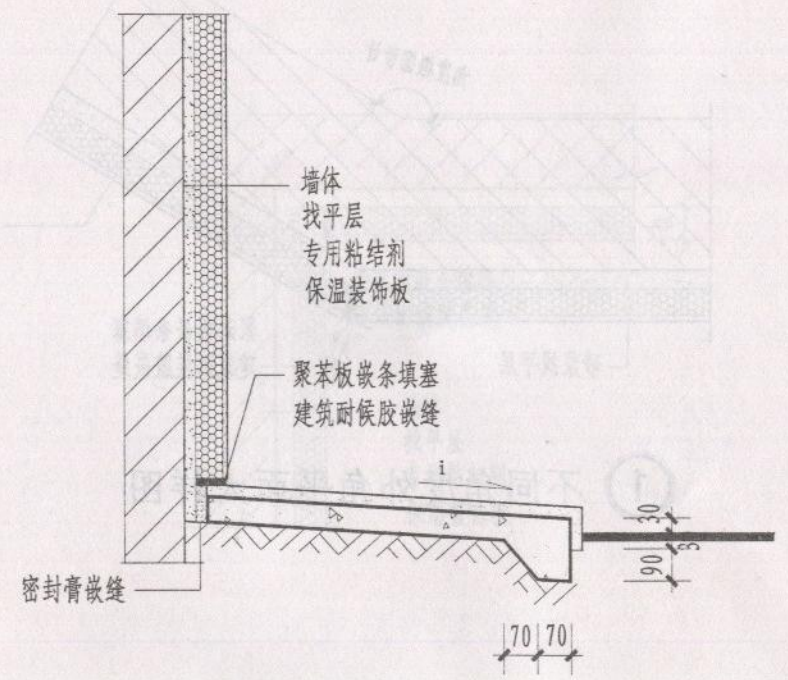 墙体
找平层
专用粘结剂
保温装饰板
聚苯板嵌条填塞
建筑耐候胶嵌缝
i
30
3
90
密封膏嵌缝
70 70